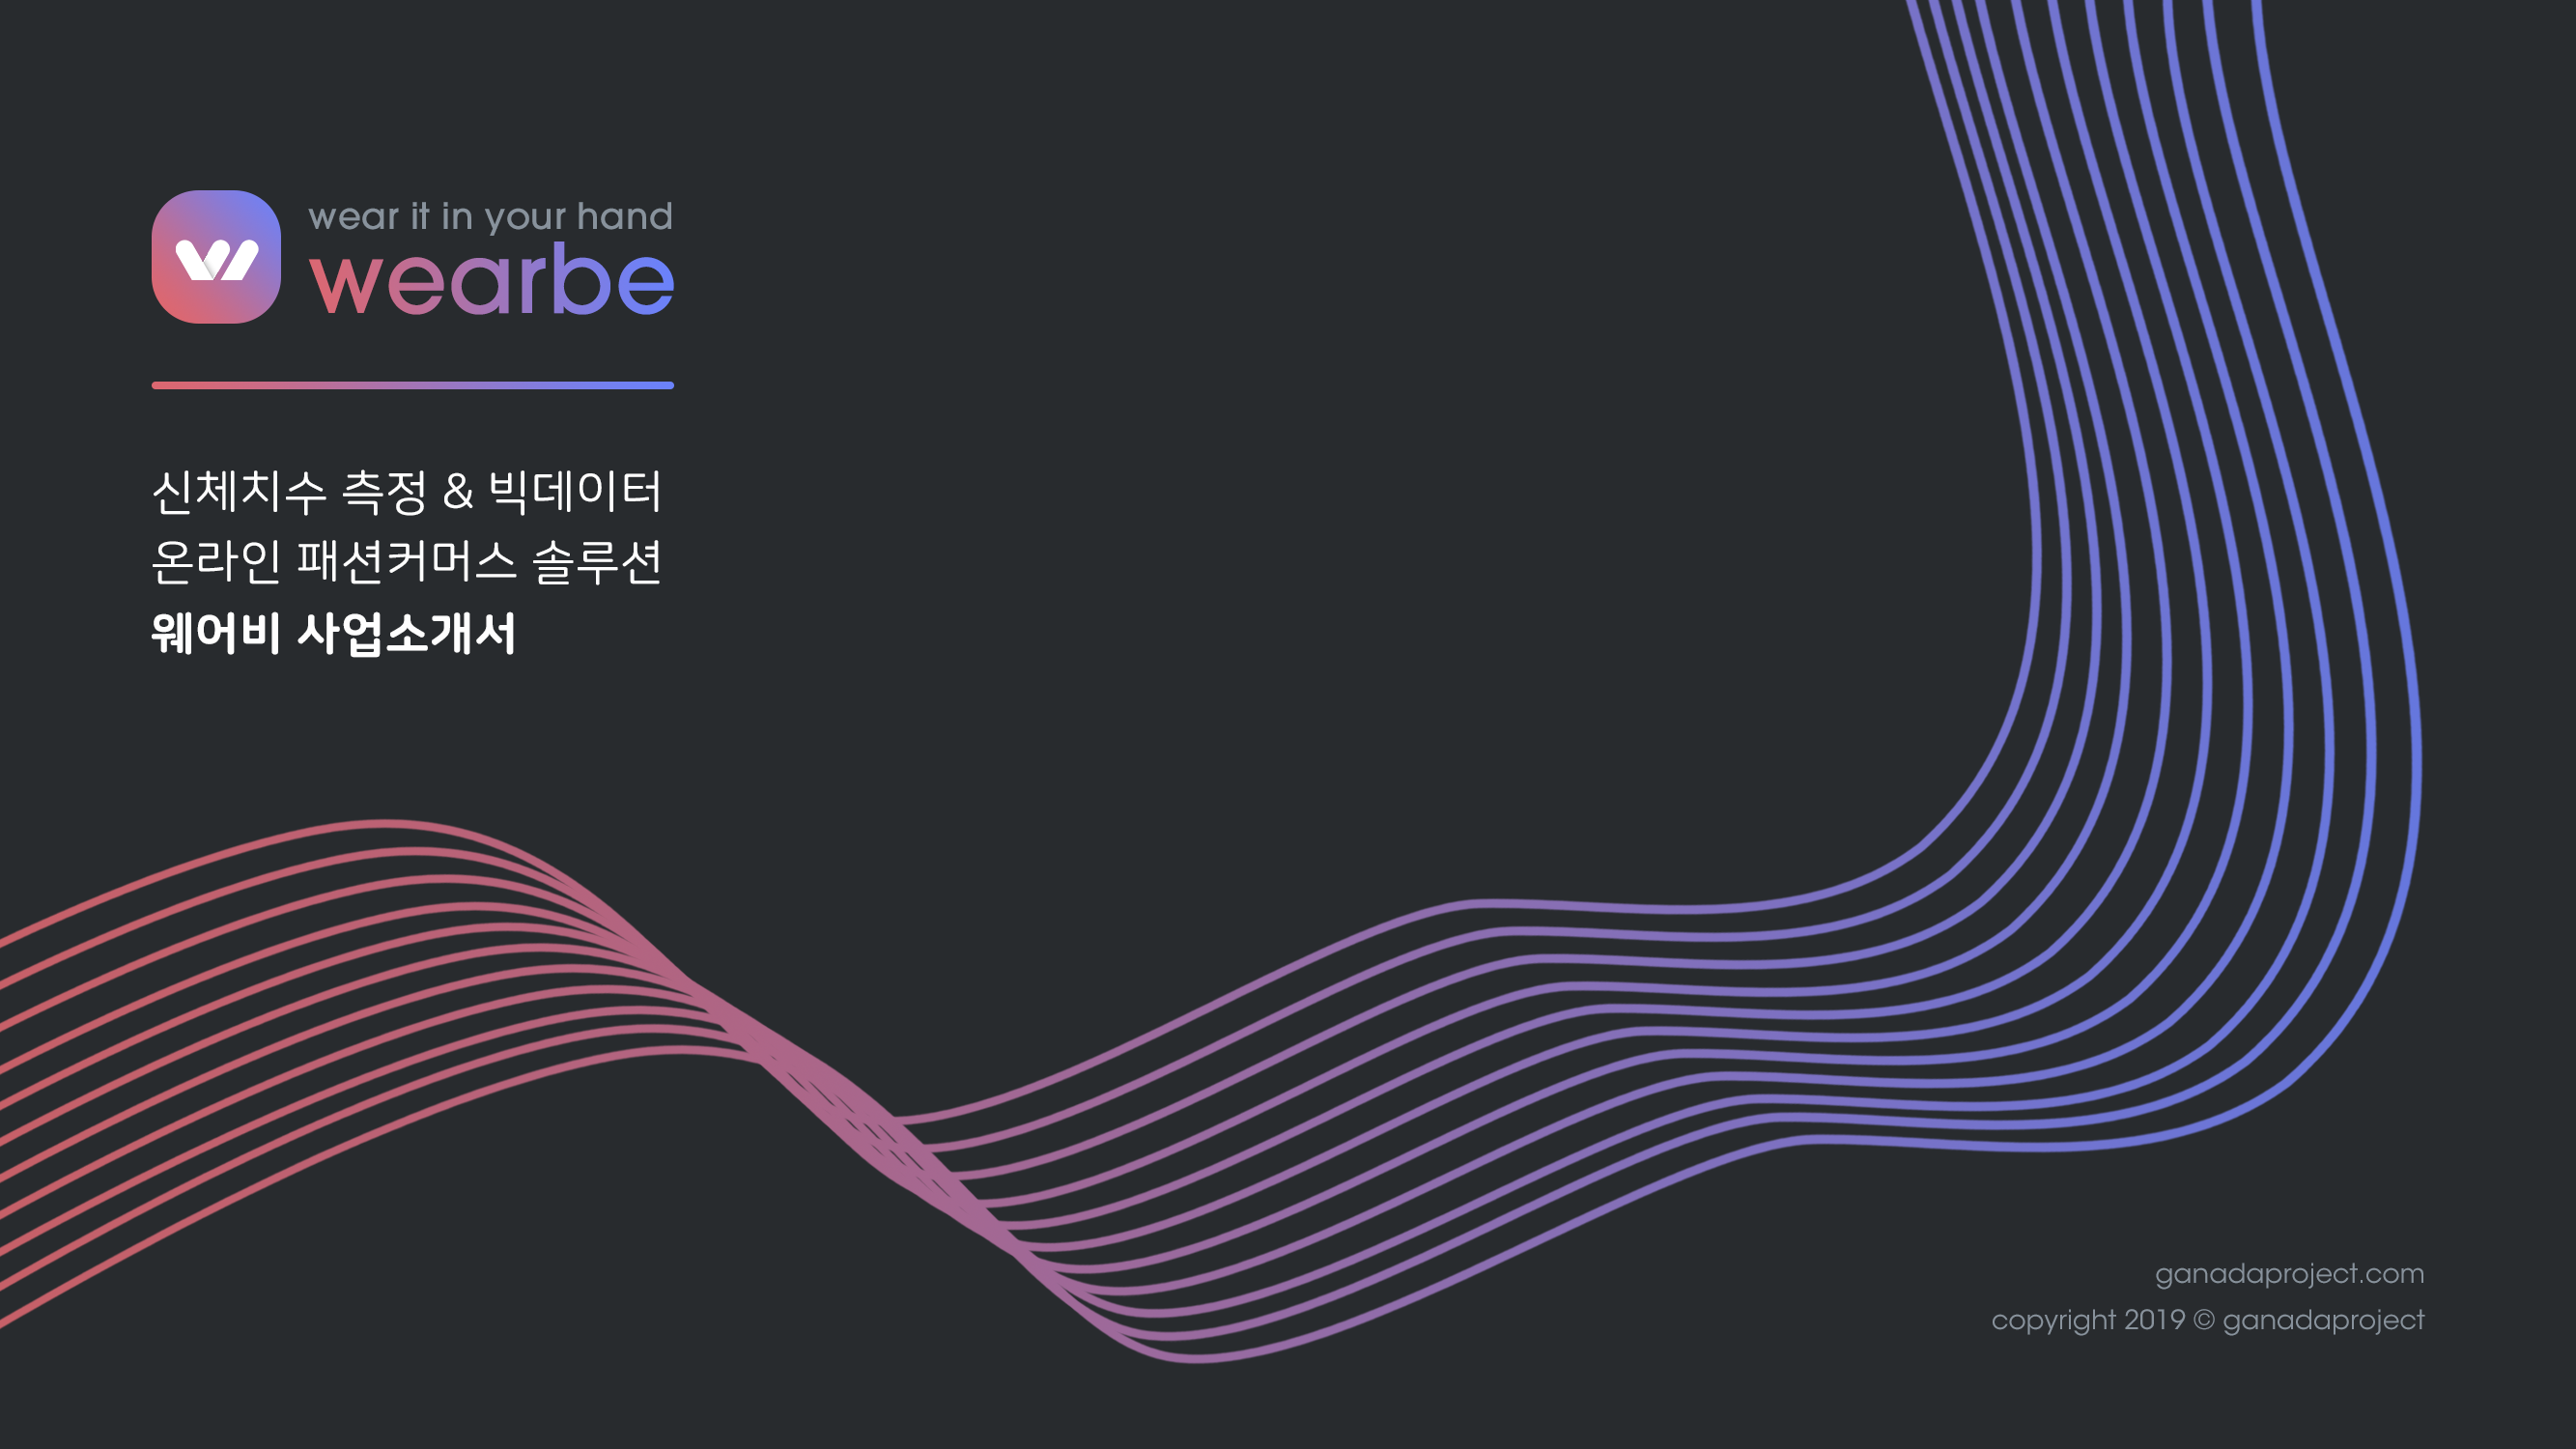 wear it in your hand
wearbe
신체치수 측정 & 빅데이터
온라인 패션커머스 솔루션
웨어비 사업소개서
ganadaproject.com
copyright 2019 © ganadaproject